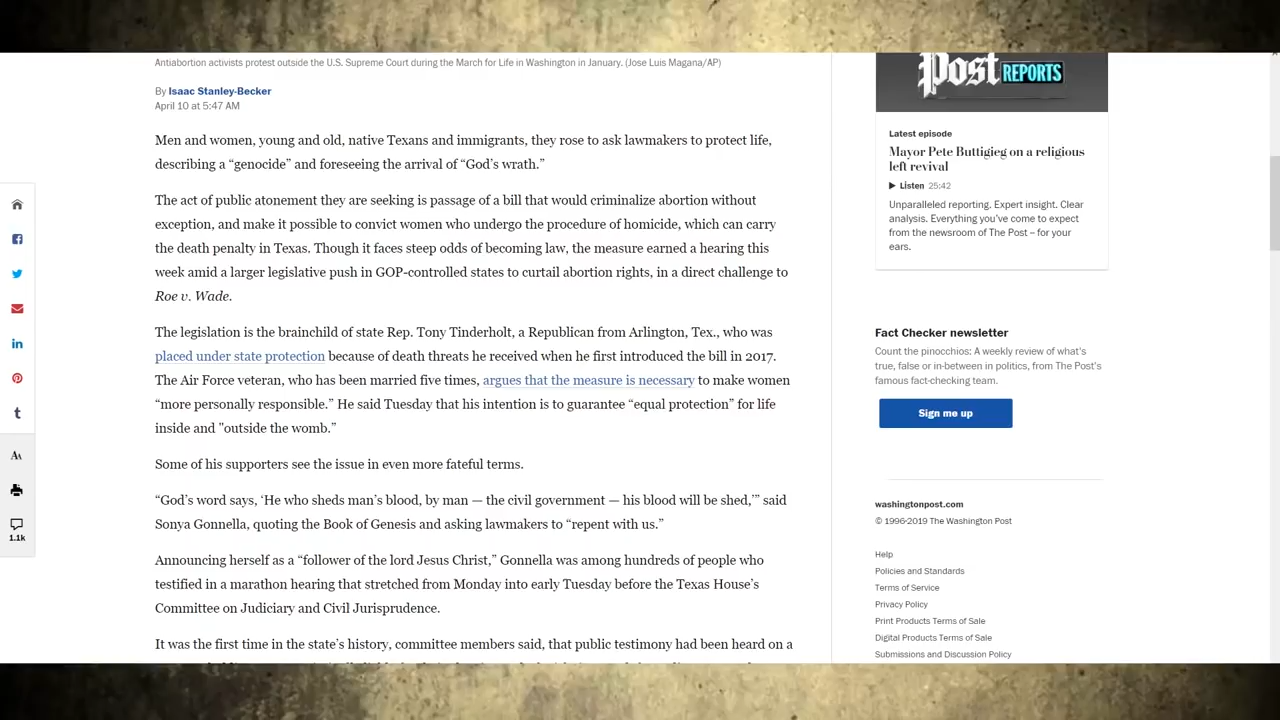 Antiabortion activists protest outside the U.S. Supreme Court during the March for Life in Washington in January. (Jose Luis Magana/AP)
By Isaac Stanley-Becker
April 10 at 5:47 AM
Men and women, young and old, native Texans and immigrants, they rose to ask lawmakers to protect life,
describing a “genocide” and foreseeing the arrival of “God’s wrath.”
The act of public atonement they are seeking is passage of a bill that would criminalize abortion without
exception, and make it possible to convict women who undergo the procedure of homicide, which can carry
the death penalty in Texas. Though it faces steep odds of becoming law, the measure earned a hearing this
week amid a larger legislative push in GOP-controlled states to curtail abortion rights, in a direct challenge to
Roe v. Wade.
The legislation is the brainchild of state Rep. Tony Tinderholt, a Republican from Arlington, Tex., who was
placed under state protection because of death threats he received when he first introduced the bill in 2017.
The Air Force veteran, who has been married five times, argues that the measure is necessary to make women
“more personally responsible.” He said Tuesday that his intention is to guarantee “equal protection” for life
inside and "outside the womb.”
Some of his supporters see the issue in even more fateful terms.
“God’s word says, ‘He who sheds man’s blood, by man — the civil government — his blood will be shed,’” said
Sonya Gonnella, quoting the Book of Genesis and asking lawmakers to “repent with us.”
Announcing herself as a “follower of the lord Jesus Christ,” Gonnella was among hundreds of people who
testified in a marathon hearing that stretched from Monday into early Tuesday before the Texas House’s
Committee on Judiciary and Civil Jurisprudence.
It was the first time in the state’s history, committee members said, that public testimony had been heard on a
1.1k
Post REPORTS
Latest episode
Mayor Pete Buttigieg on a religious
left revival
Listen 25:42
Unparalleled reporting. Expert insight. Clear
analysis. Everything you’ve come to expect
from the newsroom of The Post – for your
ears.
Fact Checker newsletter
Count the pinocchios: A weekly review of what's
true, false or in-between in politics, from The Post's
famous fact-checking team.
Sign me up
washingtonpost.com
© 1996-2019 The Washington Post
Help
Policies and Standards
Terms of Service
Privacy Policy
Print Products Terms of Sale
Digital Products Terms of Sale
Submissions and Discussion Policy